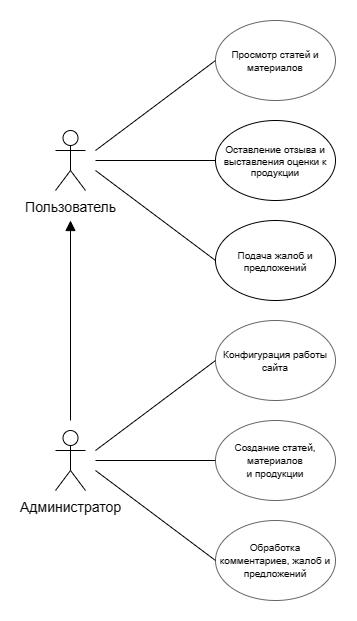 Просмотр статей и
материалов
Оставление отзыва и
выставления оценки к
продукции
Пользователь
Подача жалоб и
предложений
Конфигурация работы
сайта
Создание статей,
материалов
и продукции
Администратор
Обработка
комментариев, жалоб и
предложений